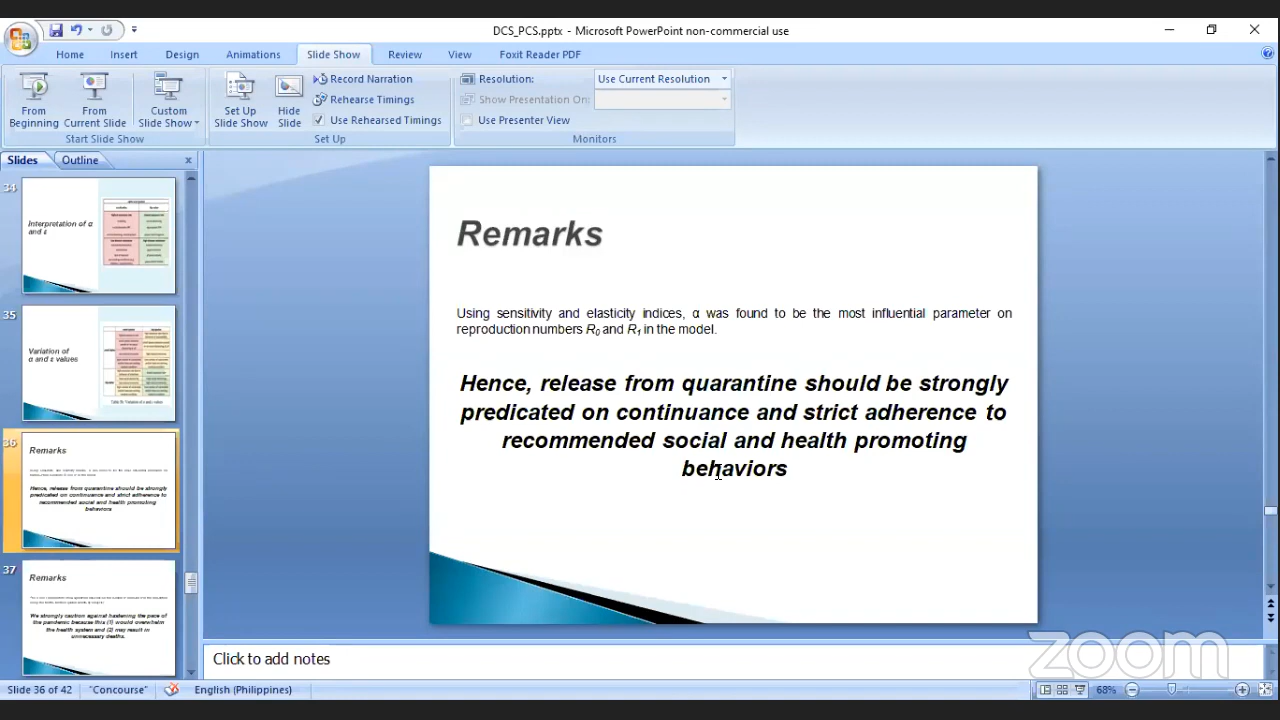 DCS_PCS.pptx - Microsoft PowerPoint non-commercial use
Home Insert Design Animations Slide Show Review View Foxit Reader PDF
From Beginning
From Current Slide
Custom Slide Show
Start Slide Show
Set Up Slide Show
Hide Slide
Record Narration
Rehearse Timings
Use Rehearsed Timings
Set Up
Resolution: Use Current Resolution
Show Presentation On:
Use Presenter View
Monitors
Slides Outline
34
Interpretation of α
and ε
35
Variation of
α and ε values
36
Remarks
Hence, release from quarantine should be strongly
predicated on continuance and strict adherence to
recommended social and health promoting
behaviors
37
Remarks
We strongly caution against hastening the pace of
the pandemic because this (1) would overwhelm
the health system and (2) may result in
unnecessary deaths.
Remarks
Using sensitivity and elasticity indices, α was found to be the most influential parameter on
reproduction numbers R0 and R1 in the model.
Hence, release from quarantine should be strongly
predicated on continuance and strict adherence to
recommended social and health promoting
behaviors
Click to add notes
zoom
Slide 36 of 42 "Concourse" English (Philippines) 68%